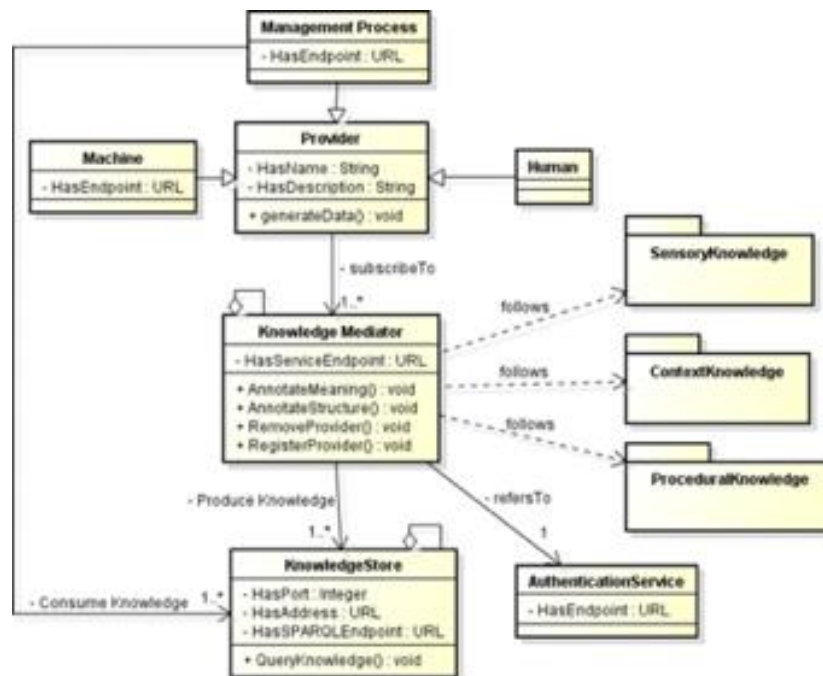 Management Process
- HasEndpoint : URL
Provider
- HasName : String
- HasDescription : String
+ generateData() : void
Machine
- HasEndpoint : URL
Human
- subscribeTo
1..*
Knowledge Mediator
- HasServiceEndpoint : URL
+ AnnotateMeaning() : void
+ AnnotateStructure() : void
+ RemoveProvider() : void
+ RegisterProvider() : void
follows
SensoryKnowledge
follows
ContextKnowledge
follows
ProceduralKnowledge
- Produce Knowledge
1..*
- refersTo
1
KnowledgeStore
- HasPort : Integer
- HasAddress : URL
- HasSPARQLEndpoint : URL
+ QueryKnowledge() : void
- Consume Knowledge
1..*
AuthenticationService
- HasEndpoint : URL